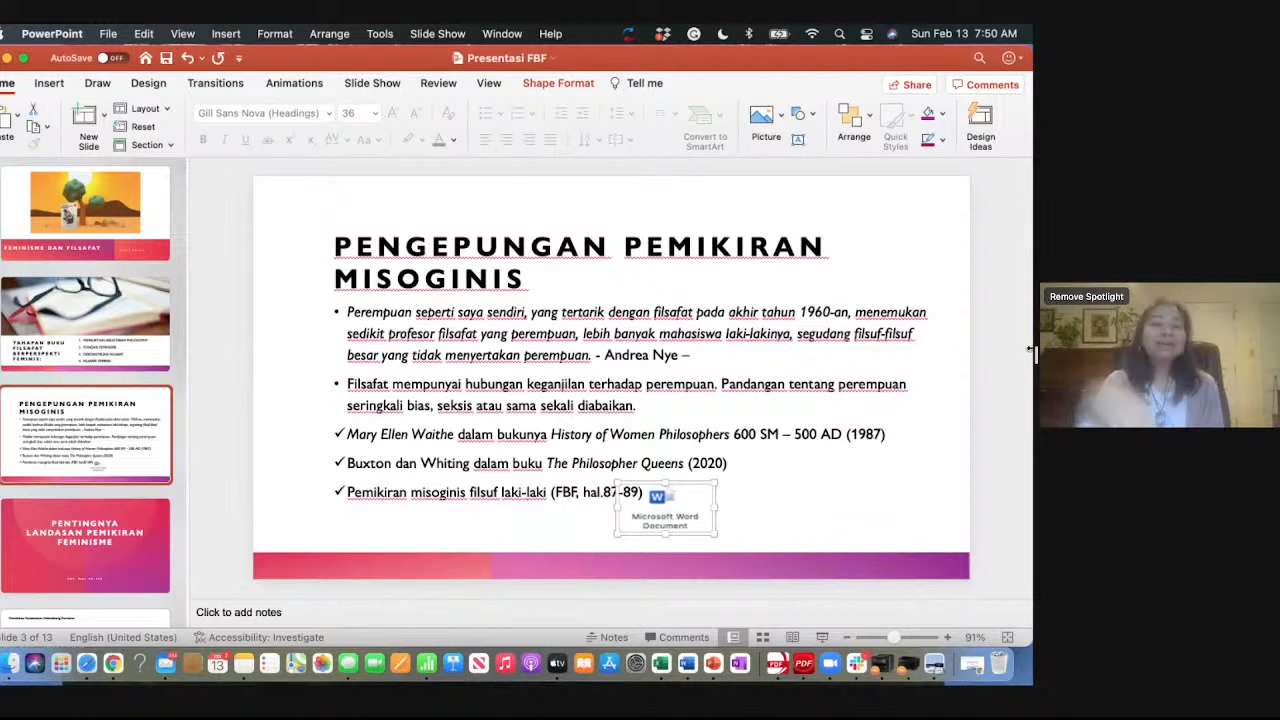 PowerPoint File Edit View Insert Format Arrange Tools Slide Show Window Help Sun Feb 13 7:50 AM
AutoSave OFF Presentasi FBF
Insert Draw Design Transitions Animations Slide Show Review View Shape Format Tell me Share Comments
New Slide
Layout
Reset
Section
Gill Sans Nova (Headings) 36
Convert to SmartArt
Picture
Arrange
Quick Styles
Design Ideas
FEMINISME DAN FILSAFAT
TAHAPAN BUKU
FILSAFAT
BERPERSPEKTIF
FEMINIS:
PENGEPUNGAN PEMIKIRAN
MISOGINIS
PENTINGNYA
LANDASAN PEMIKIRAN
FEMINISME
PENGEPUNGAN PEMIKIRAN
MISOGINIS
• Perempuan seperti saya sendiri, yang tertarik dengan filsafat pada akhir tahun 1960-an, menemukan
sedikit profesor filsafat yang perempuan, lebih banyak mahasiswa laki-lakinya, segudang filsuf-filsuf
besar yang tidak menyertakan perempuan. - Andrea Nye –
• Filsafat mempunyai hubungan keganjilan terhadap perempuan. Pandangan tentang perempuan
seringkali bias, seksis atau sama sekali diabaikan.
✓ Mary Ellen Waithe dalam bukunya History of Women Philosophers 600 SM – 500 AD (1987)
✓ Buxton dan Whiting dalam buku The Philosopher Queens (2020)
✓ Pemikiran misoginis filsuf laki-laki (FBF, hal.87-89)
Microsoft Word
Document
Click to add notes
Slide 3 of 13 English (United States) Accessibility: Investigate Notes Comments 91%
Remove Spotlight